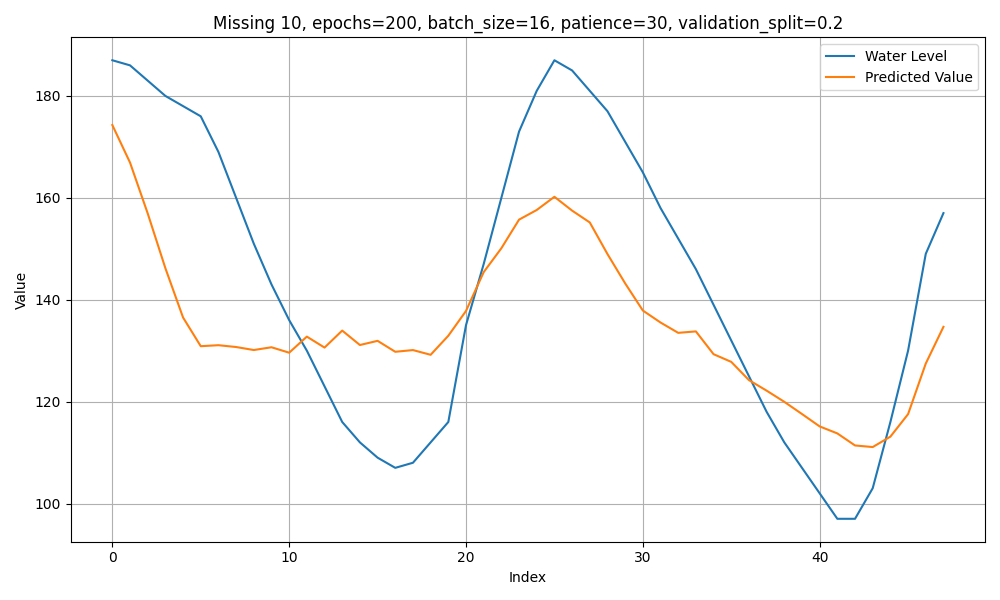 Missing 10, epochs=200, batch_size=16, patience=30, validation_split=0.2
Water Level
Predicted Value
Value
180
160
140
120
100
0 10 20 30 40
Index